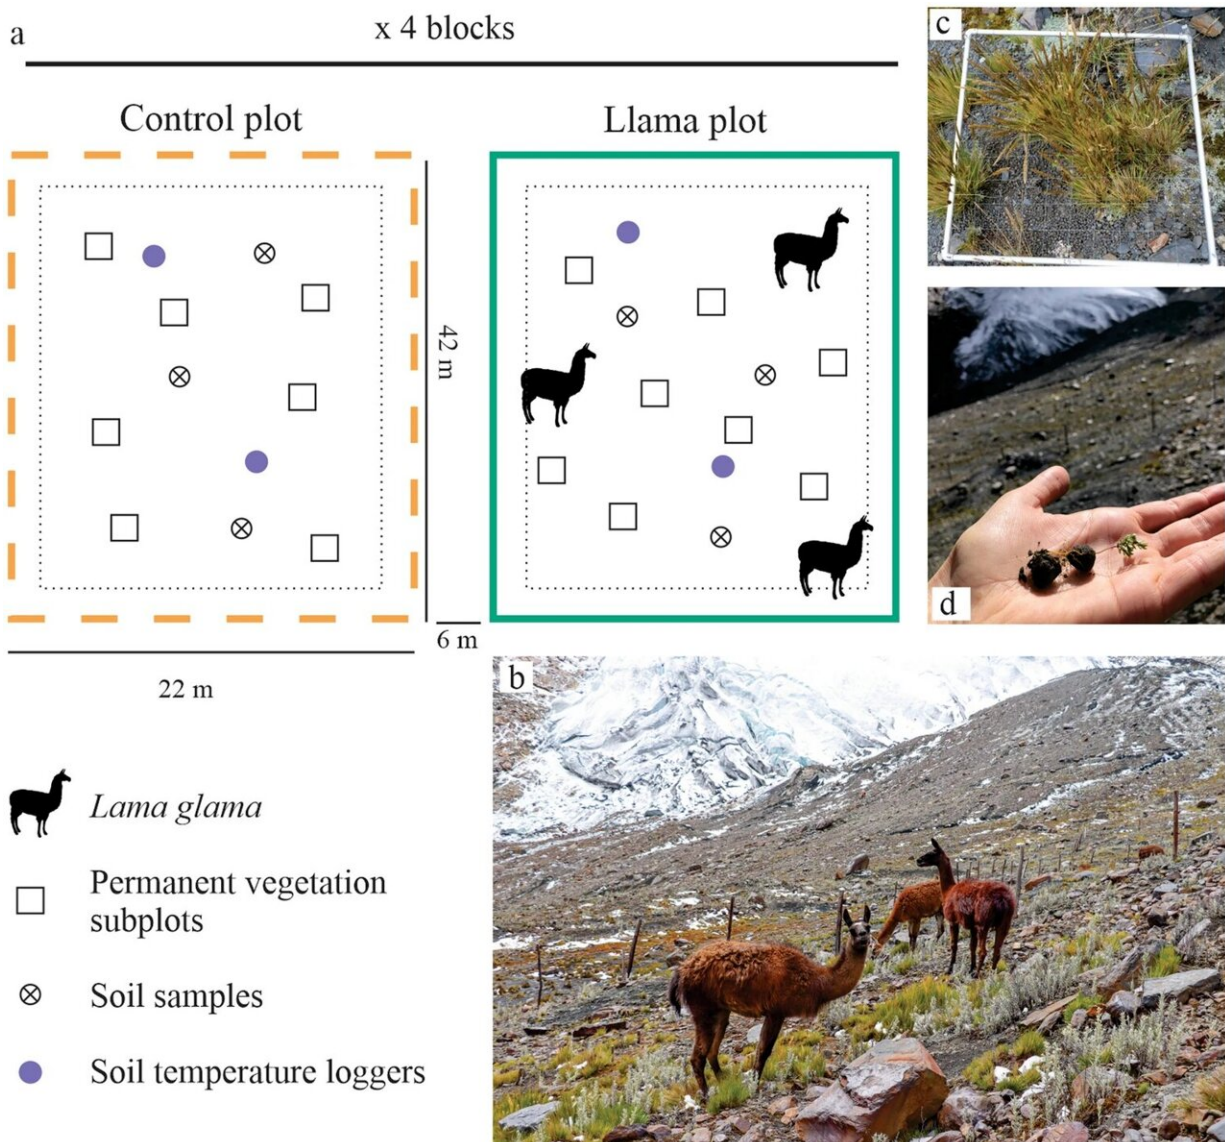 a
x 4 blocks
Control plot
Llama plot
42 m
6 m
22 m
Lama glama
Permanent vegetation
subplots
Soil samples
Soil temperature loggers
c
d
b